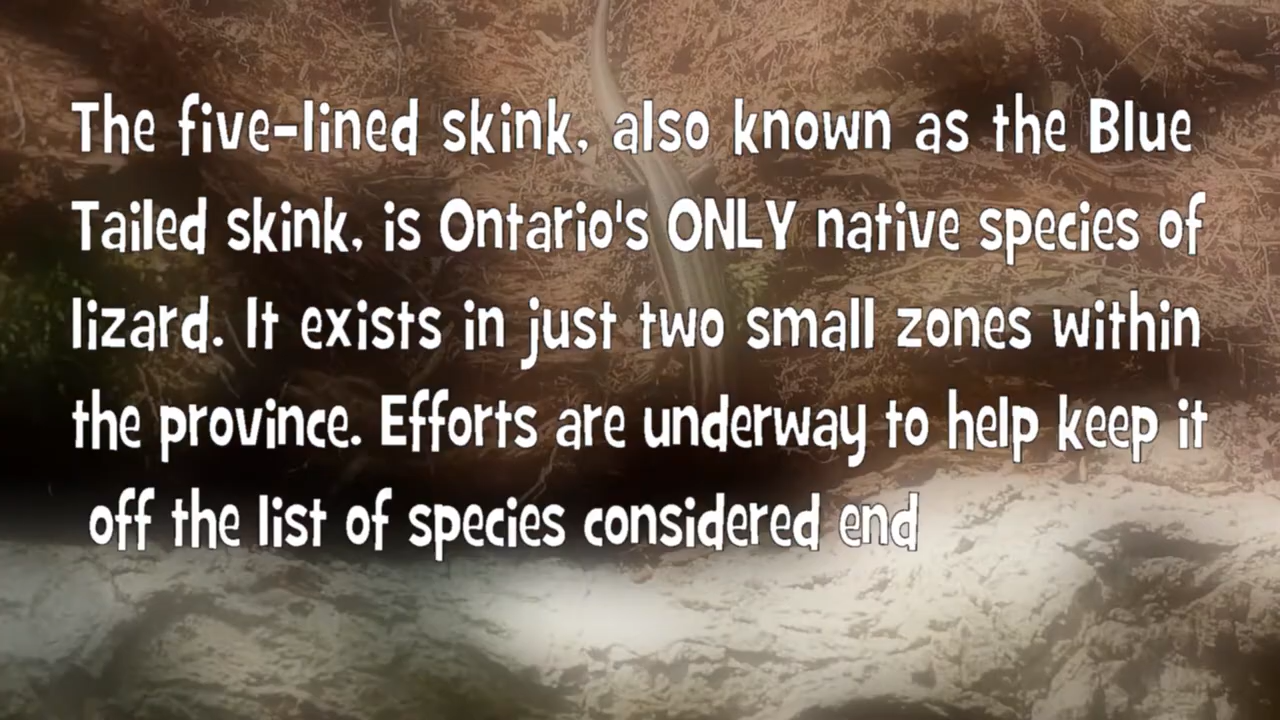 The five-lined skink, also known as the Blue
Tailed skink, is Ontario's ONLY native species of
lizard. It exists in just two small zones within
the province. Efforts are underway to help keep it
off the list of species considered end